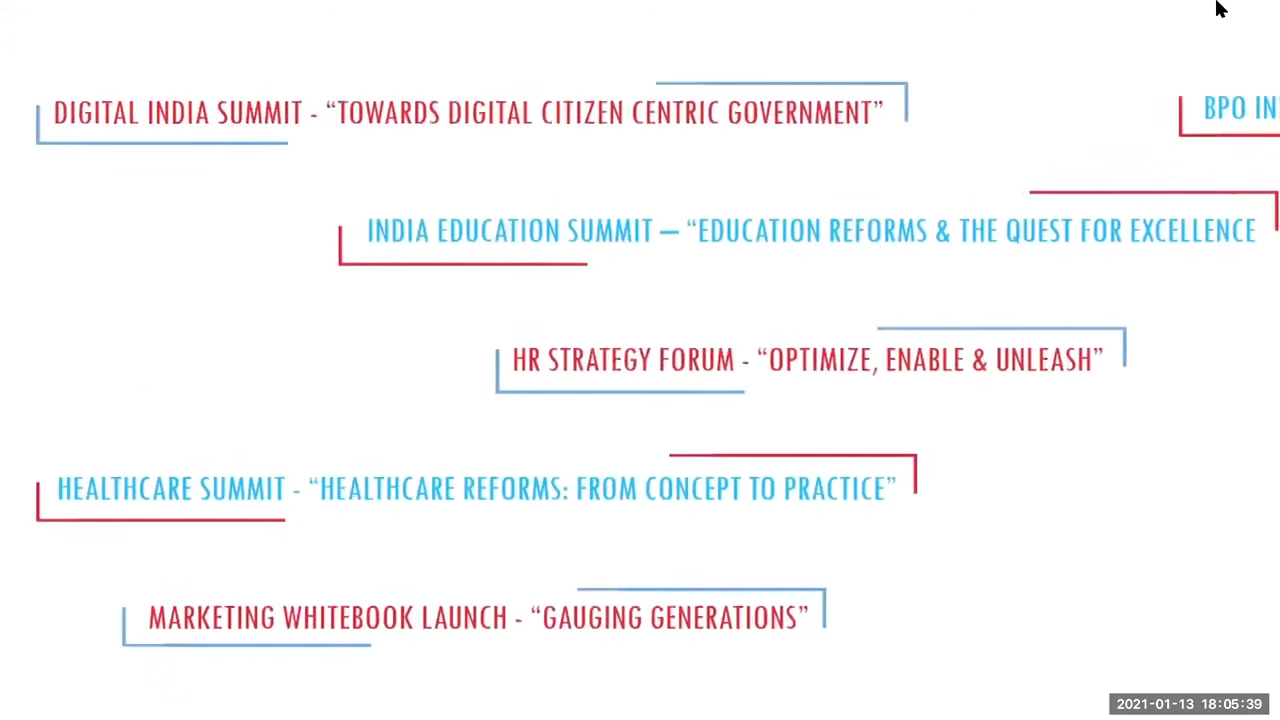 DIGITAL INDIA SUMMIT - “TOWARDS DIGITAL CITIZEN CENTRIC GOVERNMENT”
BPO
INDIA EDUCATION SUMMIT – “EDUCATION REFORMS & THE QUEST FOR EXCELLENCE
HR STRATEGY FORUM - “OPTIMIZE, ENABLE & UNLEASH”
HEALTHCARE SUMMIT - “HEALTHCARE REFORMS: FROM CONCEPT TO PRACTICE”
MARKETING WHITEBOOK LAUNCH - “GAUGING GENERATIONS”
2021-01-13 18:05:39